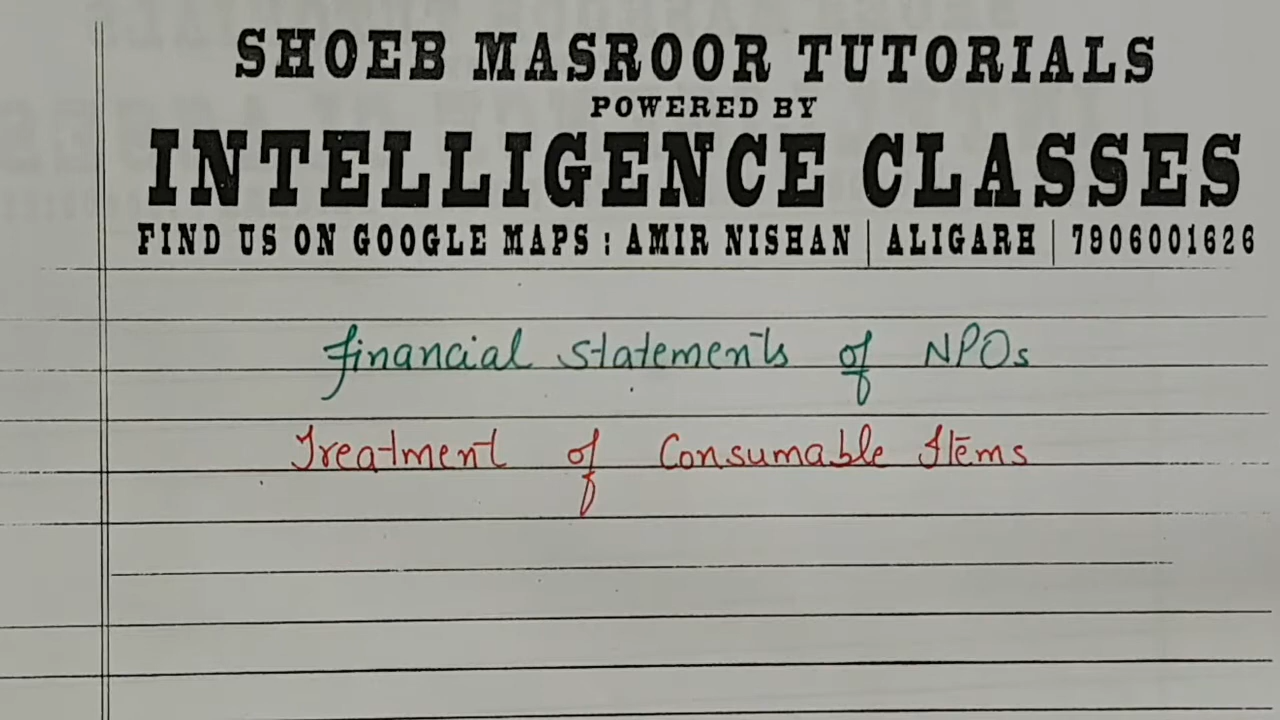 SHOEB MASROOR TUTORIALS
POWERED BY
INTELLIGENCE CLASSES
FIND US ON GOOGLE MAPS : AMIR NISHAN | ALIGARH | 7906001626
Financial Statements of NPOs
Treatment of Consumable Items